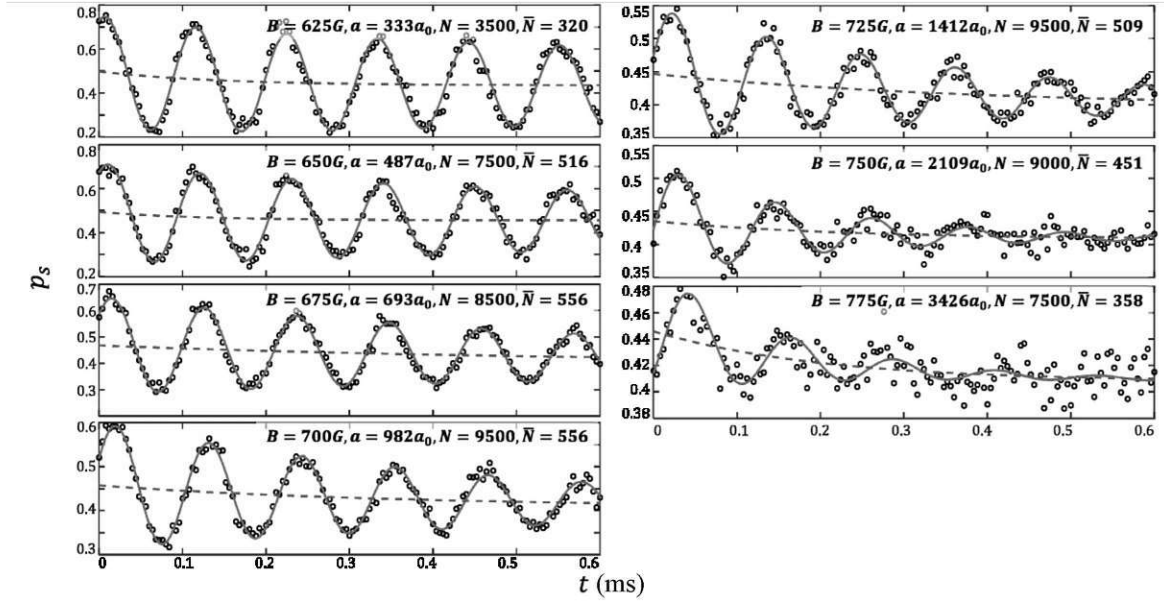 B = 625G, a = 333a₀, N = 3500, N̄ = 320
0.8
0.6
0.4
0.2
B = 650G, a = 487a₀, N = 7500, N̄ = 516
0.8
0.6
0.4
0.2
B = 675G, a = 693a₀, N = 8500, N̄ = 556
0.7
0.6
0.5
0.4
0.3
0.2
B = 700G, a = 982a₀, N = 9500, N̄ = 556
0.6
0.5
0.4
0.3
0.0 0.1 0.2 0.3 0.4 0.5 0.6
B = 725G, a = 1412a₀, N = 9500, N̄ = 509
0.55
0.45
0.4
0.35
B = 750G, a = 2109a₀, N = 9000, N̄ = 451
0.55
0.5
0.45
0.4
0.35
B = 775G, a = 3426a₀, N = 7500, N̄ = 358
0.48
0.44
0.42
0.4
0.38
0 0.1 0.2 0.3 0.4 0.5 0.6
pₛ
t (ms)